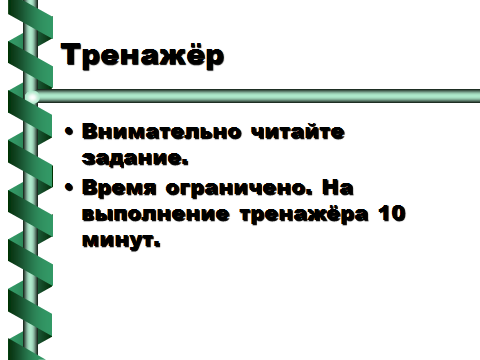 Тренажёр
• Внимательно читайте
задание.
• Время ограничено. На
выполнение тренажёра 10
минут.